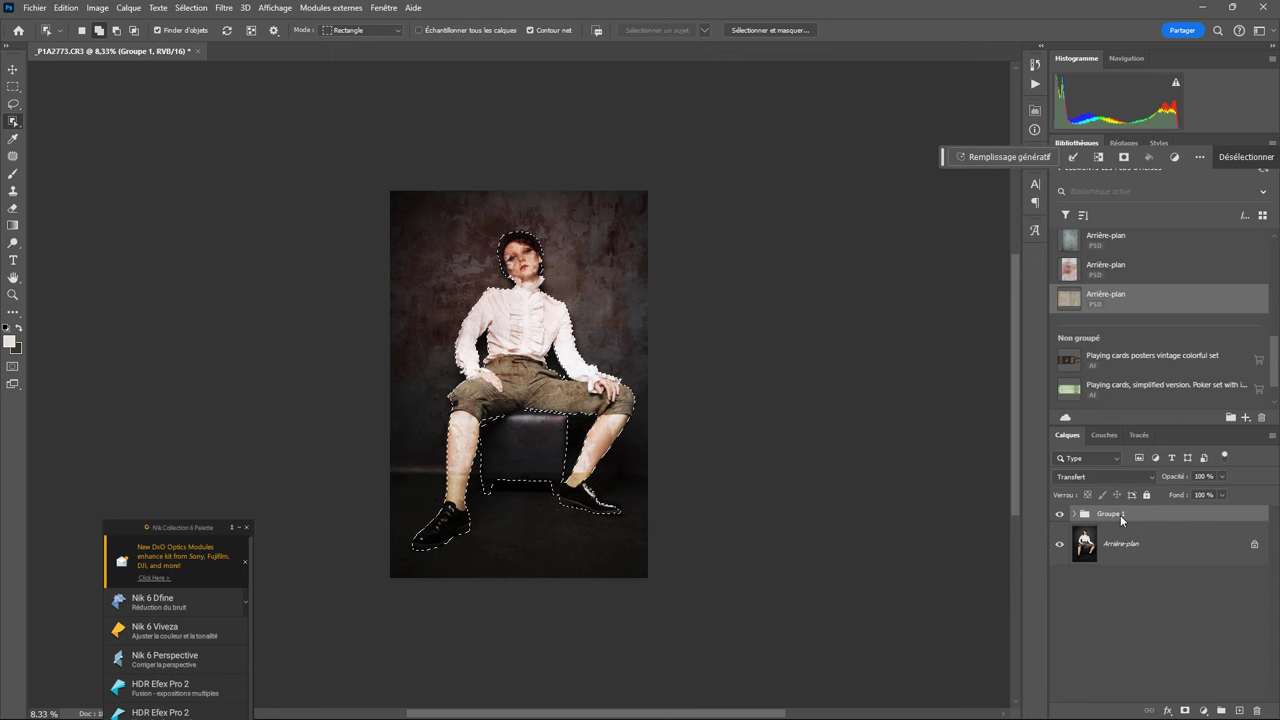 Fichier Edition Image Calque Texte Sélection Filtre 3D Affichage Modules externes Fenêtre Aide
Finder d'objets
Mode : Rectangle
Échantillonner tous les calques
Contour net
Sélectionner un sujet
Sélectionner et masquer...
Partager
_P1A2773.CR3 @ 8,33% (Groupe 1, RVB/16) * ×
Histogramme Navigation
Bibliothèques Réglages Styles
Remplissage génératif
Désélectionner
Bibliothèque active
Arrière-plan
PSD
Arrière-plan
PSD
Arrière-plan
PSD
Non groupé
Playing cards posters vintage colorful set
AI
Playing cards, simplified version. Poker set with i...
AI
Calques Couches Tracés
Type
Transfert
Opacité : 100 %
Verrou :
Fond : 100 %
Groupe 1
Arrière-plan
Nik Collection 6 Palette
New DxO Optics Modules
enhance kit from Sony, Fujifilm,
DJI, and more!
Click Here >
Nik 6 Dfine
Réduction du bruit
Nik 6 Viveza
Ajuster la couleur et la tonalité
Nik 6 Perspective
Corriger la perspective
HDR Efex Pro 2
Fusion - expositions multiples
HDR Efex Pro 2
8.33 %